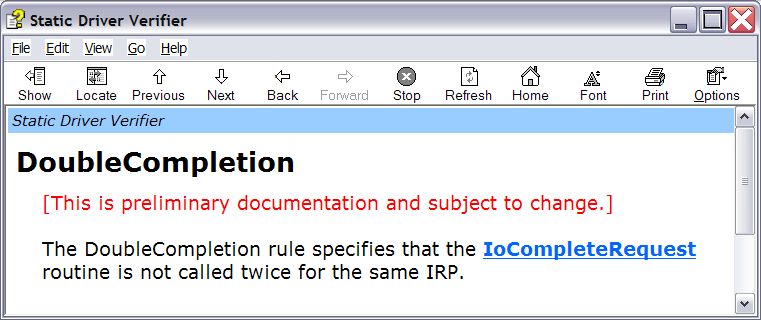 Static Driver Verifier
File Edit View Go Help
Show Locate Previous Next Back Forward Stop Refresh Home Font Print Options
Static Driver Verifier
DoubleCompletion
[This is preliminary documentation and subject to change.]
The DoubleCompletion rule specifies that the IoCompleteRequest
routine is not called twice for the same IRP.